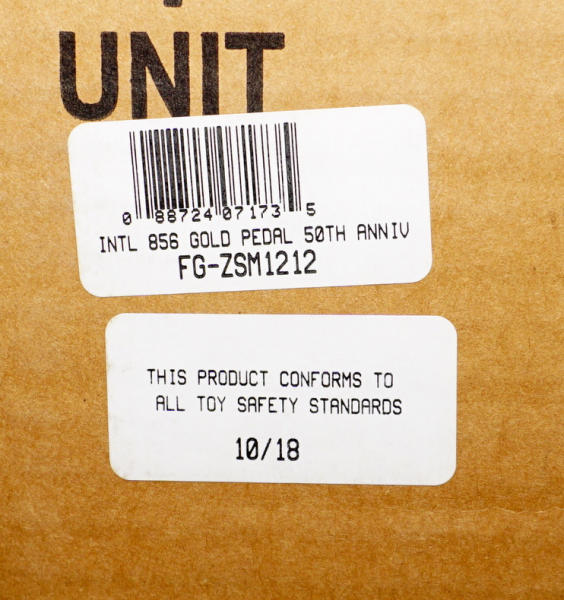 UNIT
0 88724 07173 5
INTL 856 GOLD PEDAL 50TH ANNIV
FG-ZSM1212
THIS PRODUCT CONFORMS TO
ALL TOY SAFETY STANDARDS
10/18